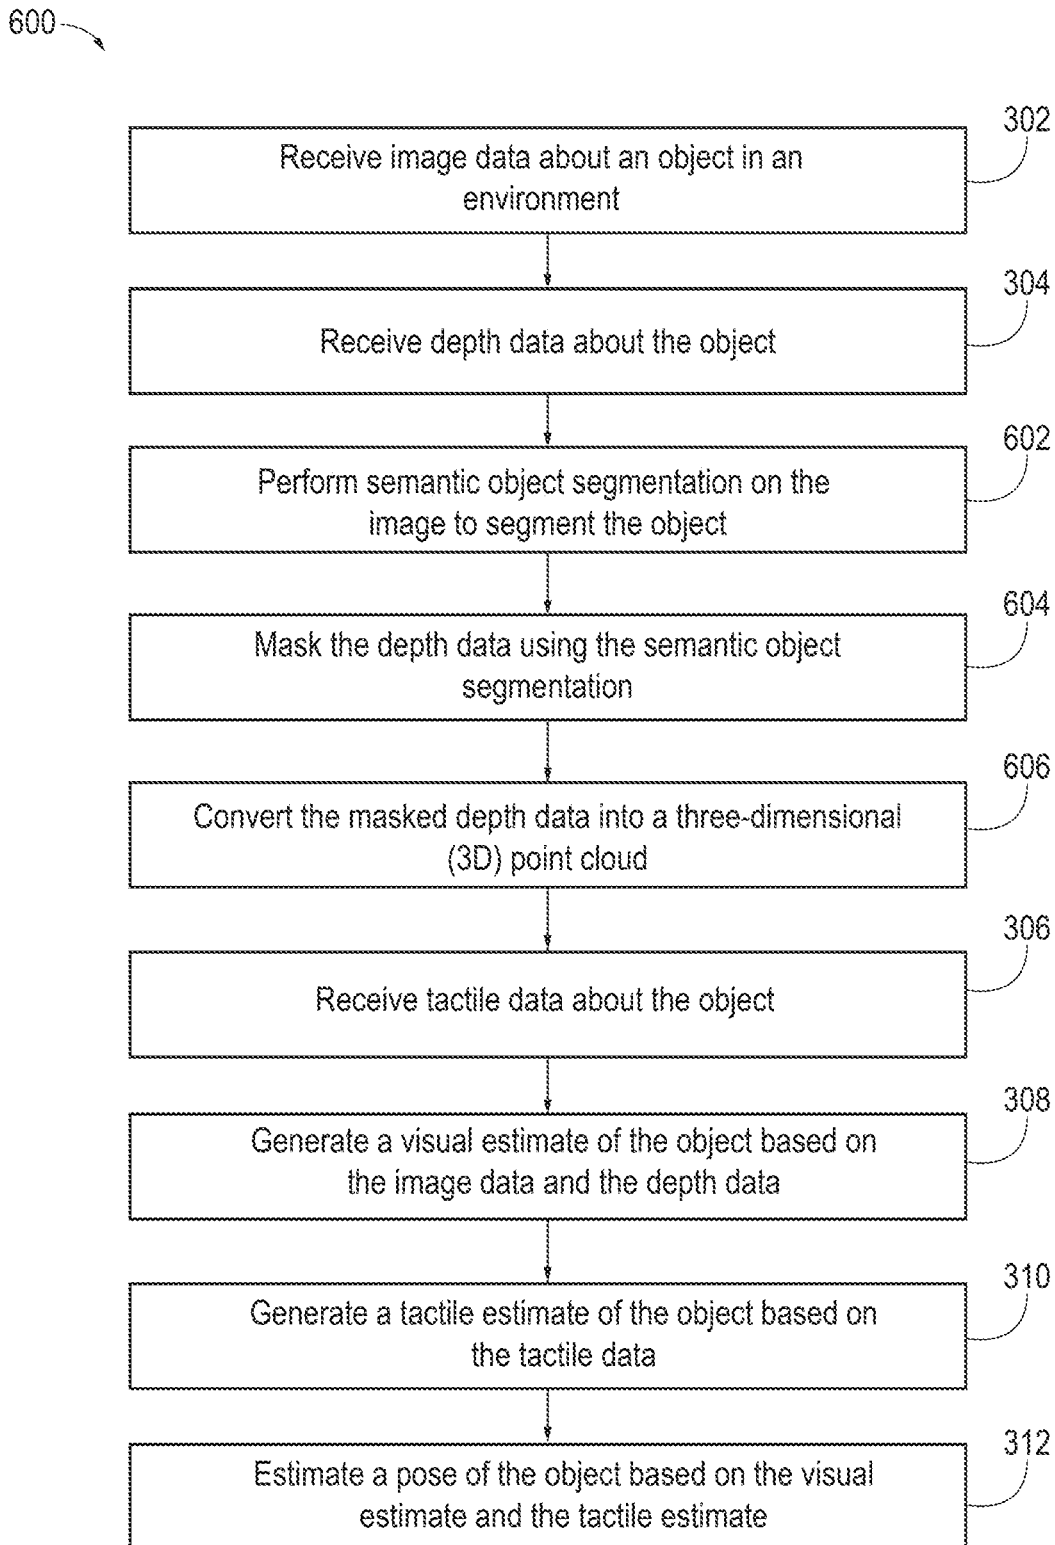 600
302
Receive image data about an object in an
environment
304
Receive depth data about the object
602
Perform semantic object segmentation on the
image to segment the object
604
Mask the depth data using the semantic object
segmentation
606
Convert the masked depth data into a three-dimensional
(3D) point cloud
306
Receive tactile data about the object
308
Generate a visual estimate of the object based on
the image data and the depth data
310
Generate a tactile estimate of the object based on
the tactile data
312
Estimate a pose of the object based on the visual
estimate and the tactile estimate